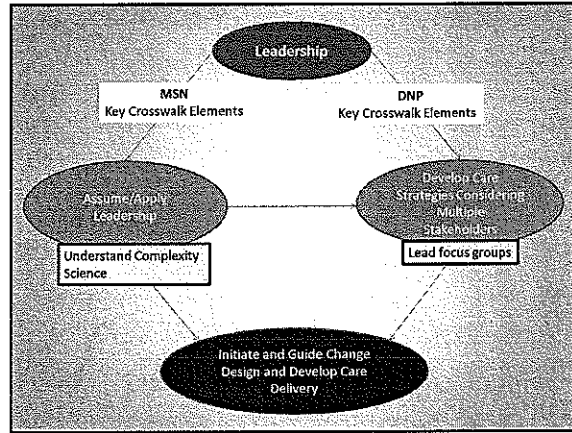 Leadership
MSN
Key Crosswalk Elements
DNP
Key Crosswalk Elements
Assume/Apply
Leadership
Develop Care
Strategies Considering
Multiple
Stakeholders
Understand Complexity
Science
Lead focus groups
Initiate and Guide Change
Design and Develop Care
Delivery